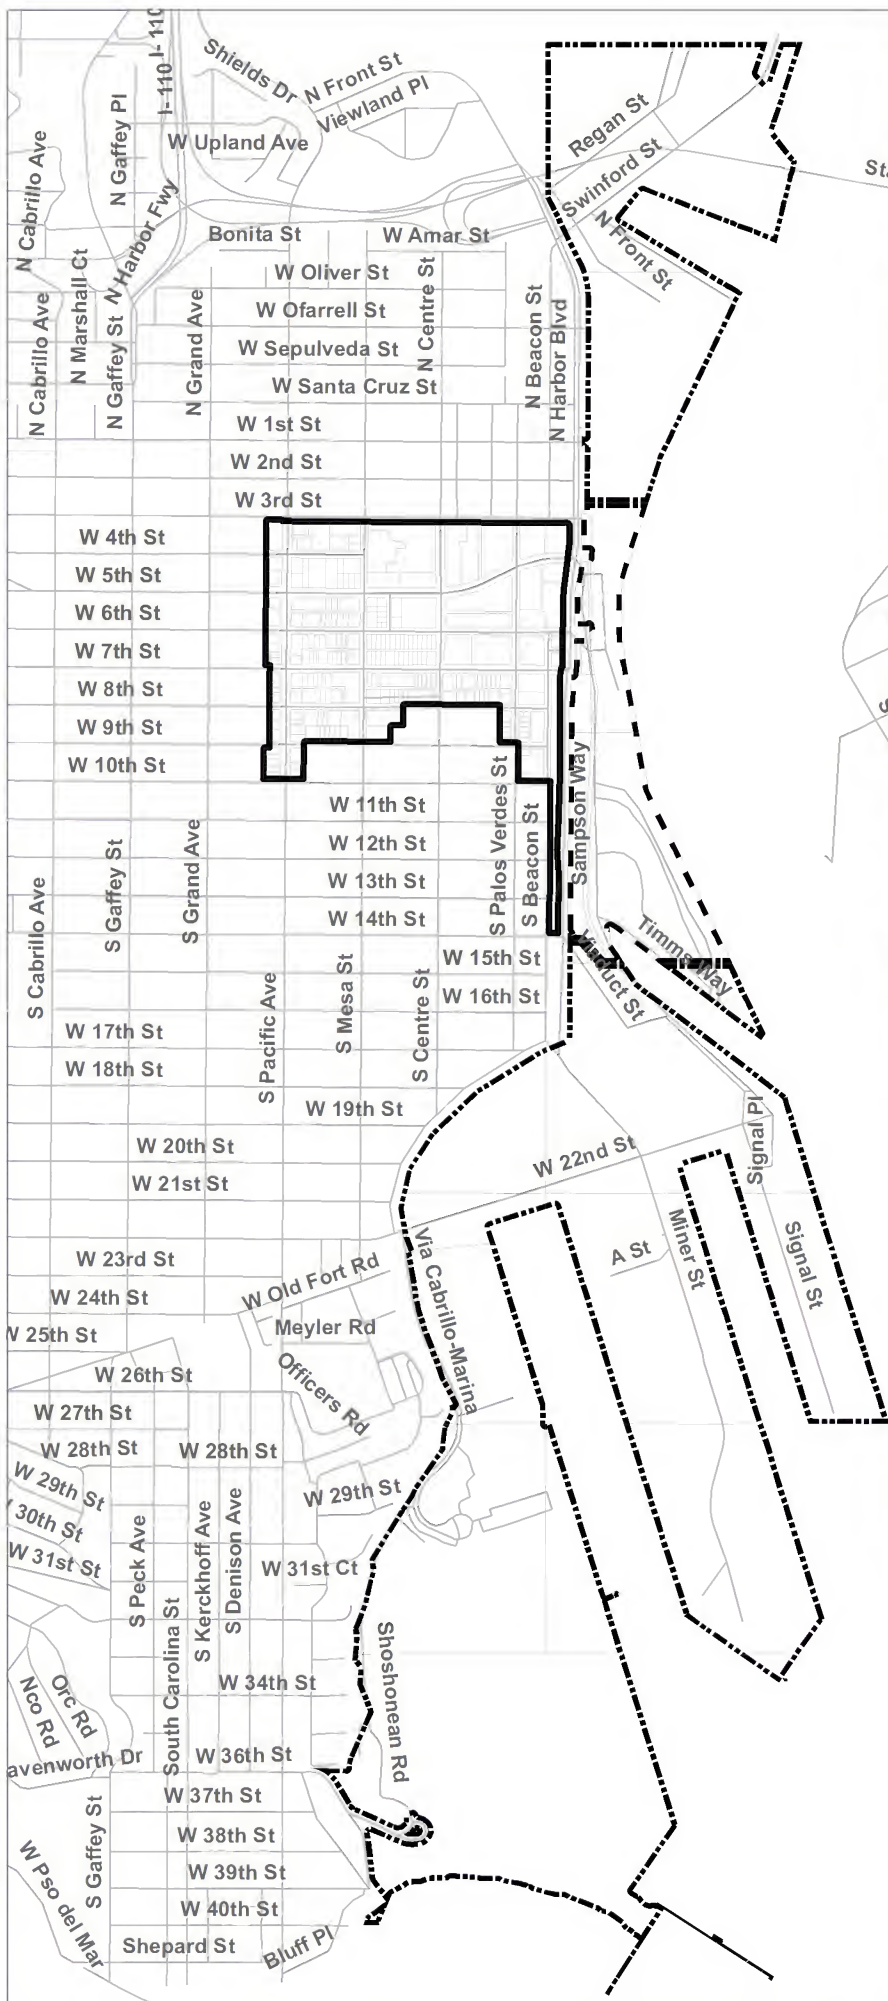 I- 110
I- 110
Shields Dr
N Front St
Viewland Pl
N Gaffey Pl
W Upland Ave
Regan St
Swinford St
N Cabrillo Ave
N Harbor Fwy
Bonita St
W Amar St
N Front St
N Marshall Ct
W Oliver St
N Centre St
N Beacon St
N Harbor Blvd
W Ofarrell St
N Cabrillo Ave
N Gaffey St
N Grand Ave
W Sepulveda St
W Santa Cruz St
W 1st St
W 2nd St
W 3rd St
W 4th St
W 5th St
W 6th St
W 7th St
W 8th St
W 9th St
W 10th St
W 11th St
W 12th St
W 13th St
W 14th St
S Palos Verdes St
S Beacon St
Sampson Way
S Gaffey St
S Grand Ave
S Cabrillo Ave
Timms Way
Viaduct St
W 15th St
W 16th St
S Mesa St
S Centre St
S Pacific Ave
W 17th St
W 18th St
W 19th St
W 20th St
W 21st St
W 22nd St
Signal Pl
Miner St
Signal St
A St
W 23rd St
W 24th St
W 25th St
W Old Fort Rd
Meyler Rd
Via Cabrillo-Marina
Officers Rd
W 26th St
W 27th St
W 28th St
W 28th St
W 29th St
W 29th St
W 30th St
W 31st St
W 31st Ct
S Peck Ave
S Kerckhoff Ave
S Denison Ave
South Carolina St
W 34th St
Shoshonean Rd
Orc Rd
Nco Rd
avenworth Dr
W 36th St
W 37th St
W 38th St
W 39th St
W 40th St
S Gaffey St
W Pso del Mar
Shepard St
Bluff Pl